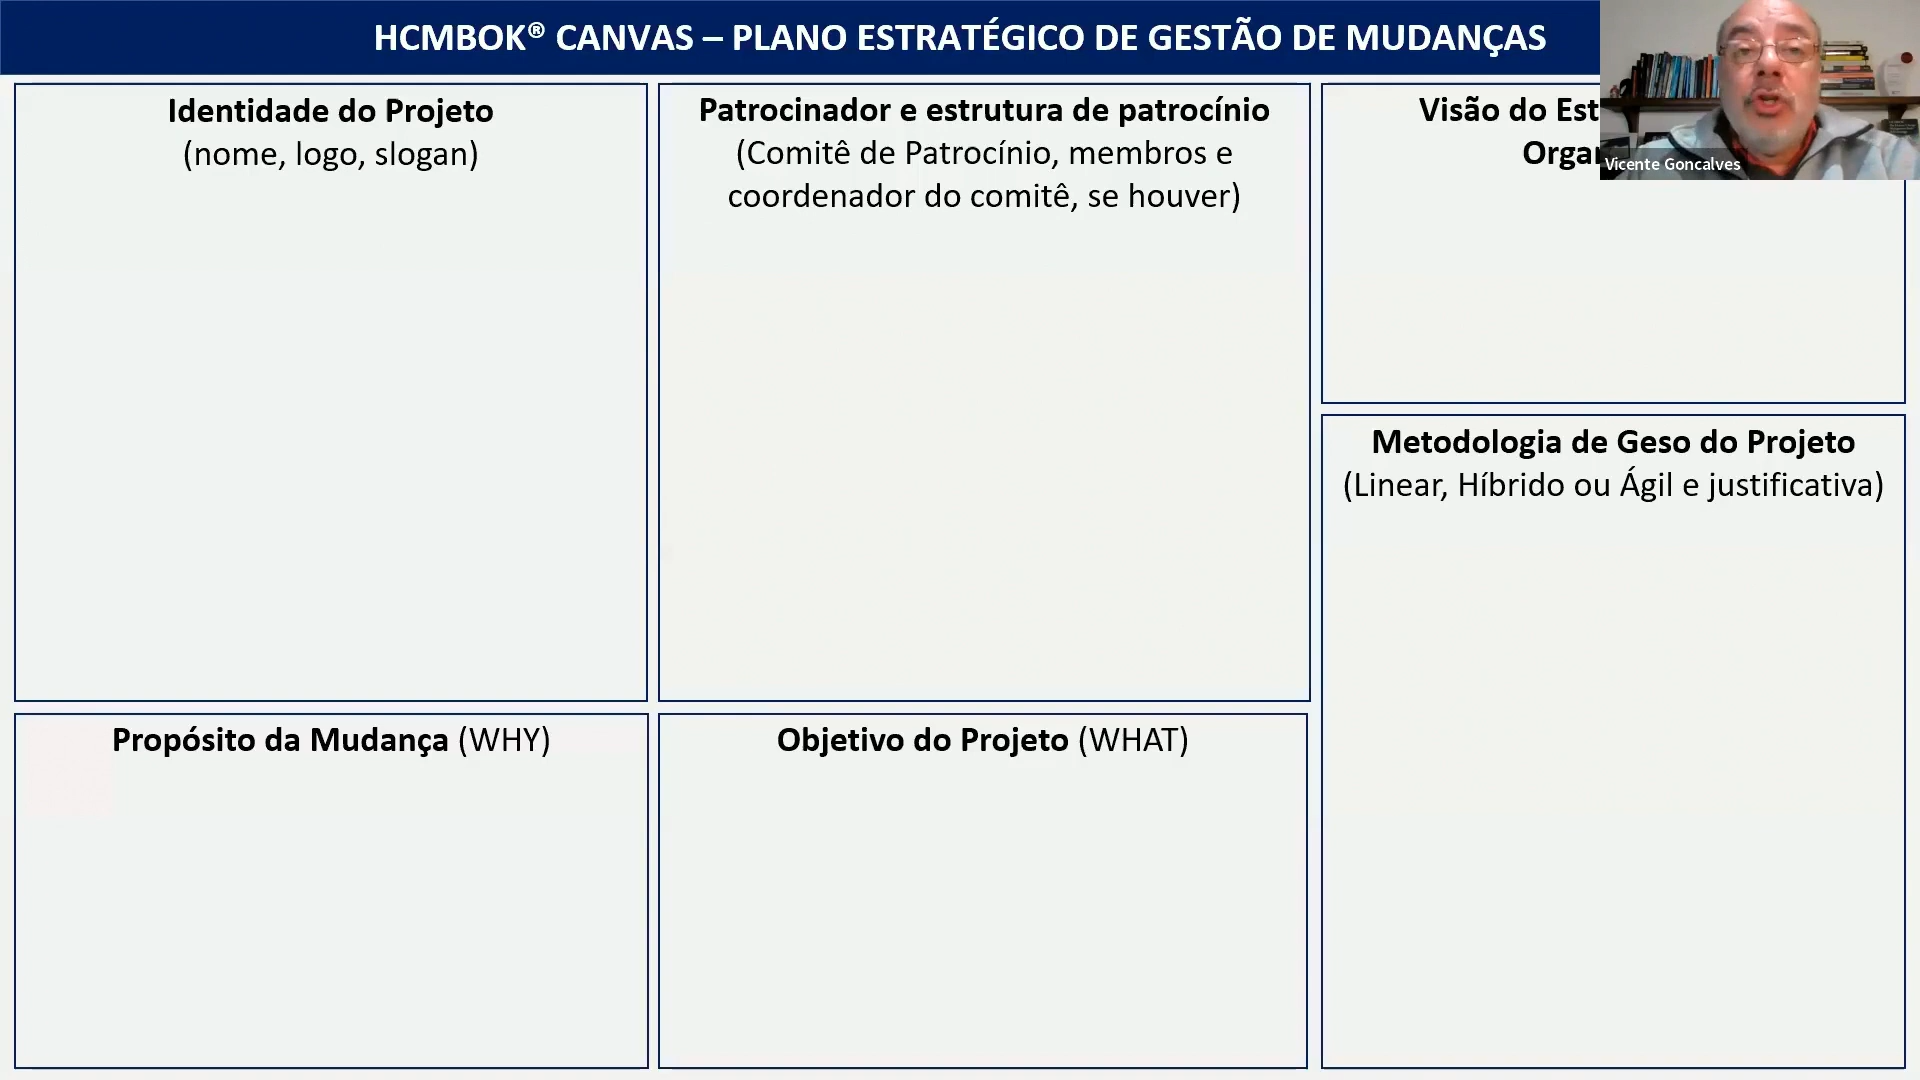 HCMBOK® CANVAS – PLANO ESTRATÉGICO DE GESTÃO DE MUDANÇAS
Identidade do Projeto
(nome, logo, slogan)
Patrocinador e estrutura de patrocínio
(Comitê de Patrocínio, membros e
coordenador do comitê, se houver)
Visão do
Vicente Goncalves
Metodologia de Geso do Projeto
(Linear, Híbrido ou Ágil e justificativa)
Propósito da Mudança (WHY)
Objetivo do Projeto (WHAT)